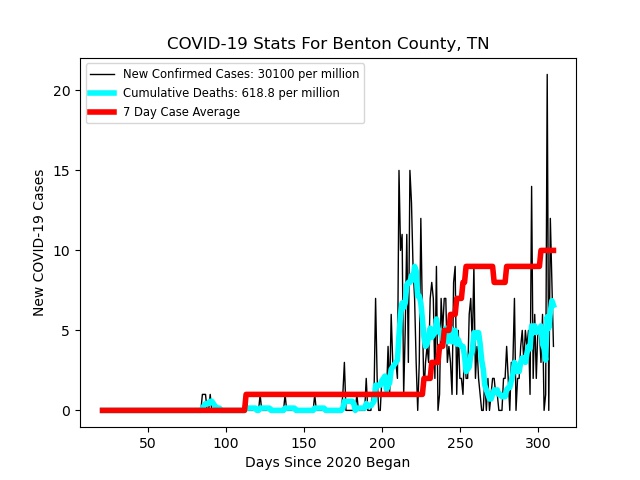 COVID-19 Stats For Benton County, TN
New Confirmed Cases: 30100 per million
Cumulative Deaths: 618.8 per million
7 Day Case Average
New COVID-19 Cases
20
15
10
5
0
50 100 150 200 250 300
Days Since 2020 Began